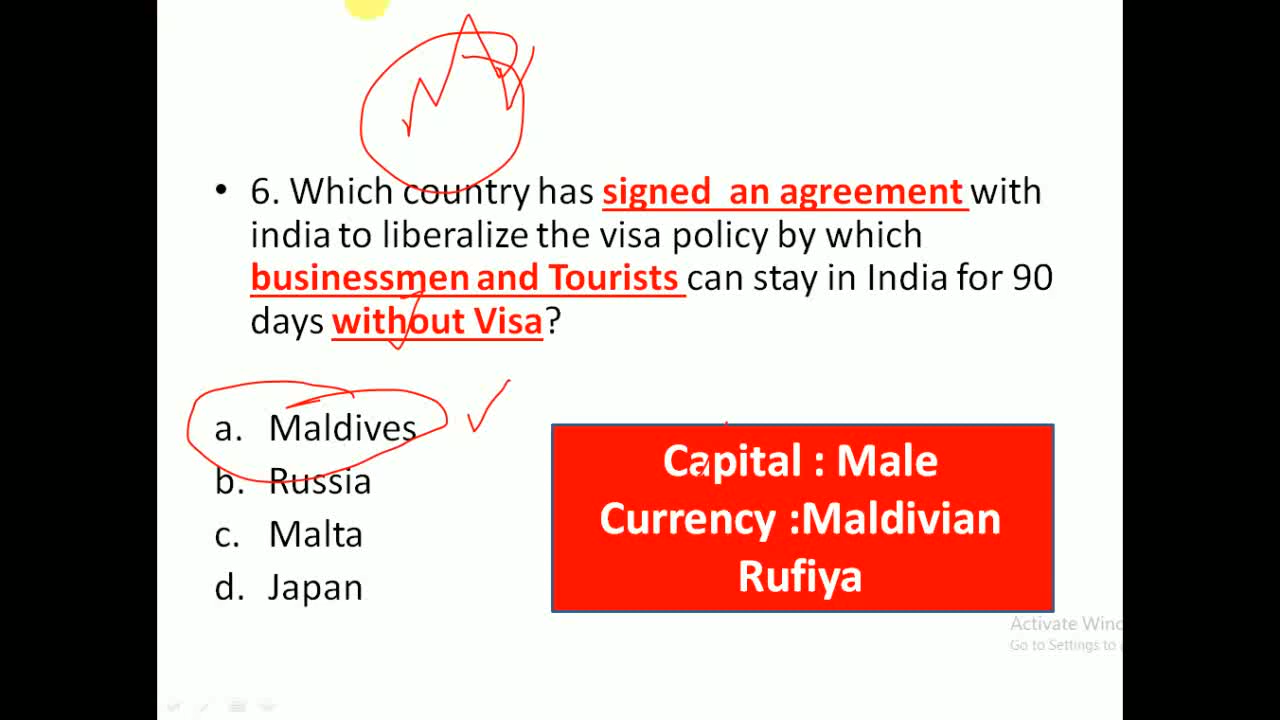 • 6. Which country has signed an agreement with
india to liberalize the visa policy by which
businessmen and Tourists can stay in India for 90
days without Visa?
a. Maldives
b. Russia
c. Malta
d. Japan
Capital : Male
Currency :Maldivian
Rufiya
Activate Wind
Go to Settings to